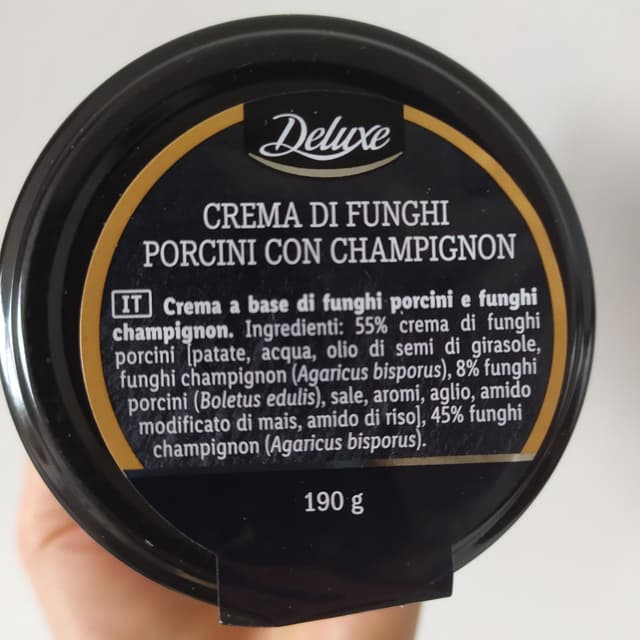 Deluxe
CREMA DI FUNGHI
PORCINI CON CHAMPIGNON
IT Crema a base di funghi porcini e funghi
champignon. Ingredienti: 55% crema di funghi
porcini [patate, acqua, olio di semi di girasole,
funghi champignon (Agaricus bisporus), 8% funghi
porcini (Boletus edulis), sale, aromi, aglio, amido
modificato di mais, amido di riso], 45% funghi
champignon (Agaricus bisporus).
190 g